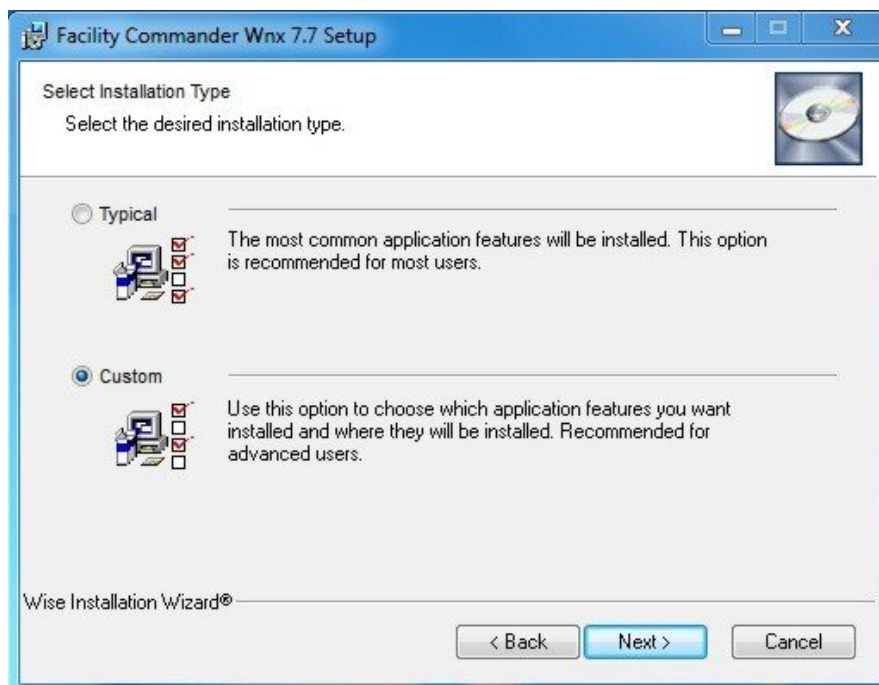 Facility Commander Wnx 7.7 Setup
Select Installation Type
Select the desired installation type.
Typical
The most common application features will be installed. This option
is recommended for most users.
Custom
Use this option to choose which application features you want
installed and where they will be installed. Recommended for
advanced users.
Wise Installation Wizard®
< Back
Next >
Cancel